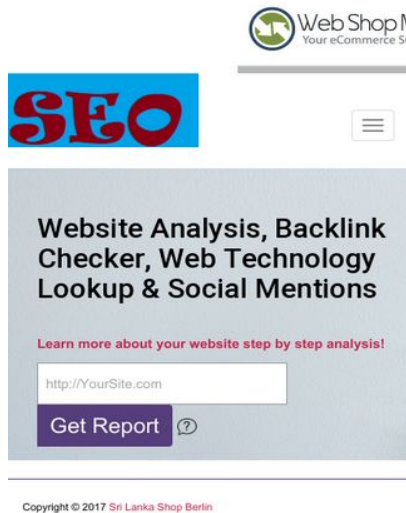 Web Shop
Your eCommerce
SEO
Website Analysis, Backlink
Checker, Web Technology
Lookup & Social Mentions
Learn more about your website step by step analysis!
http://YourSite.com
Get Report
Copyright © 2017 Sri Lanka Shop Berlin